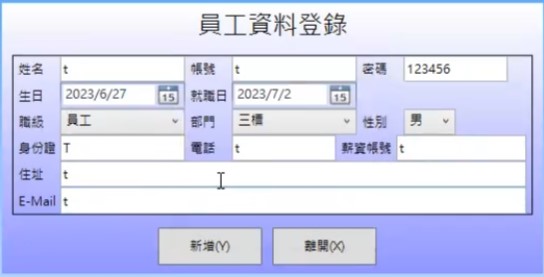 員工資料登錄
姓名 t 帳號 t 密碼 123456
生日 2023/6/27 15 就職日 2023/7/2 15
職級 員工 部門 三樓 性別 男
身份證 T 電話 t 薪資帳號 t
住址 t
E-Mail t
新增(Y) 離開(X)